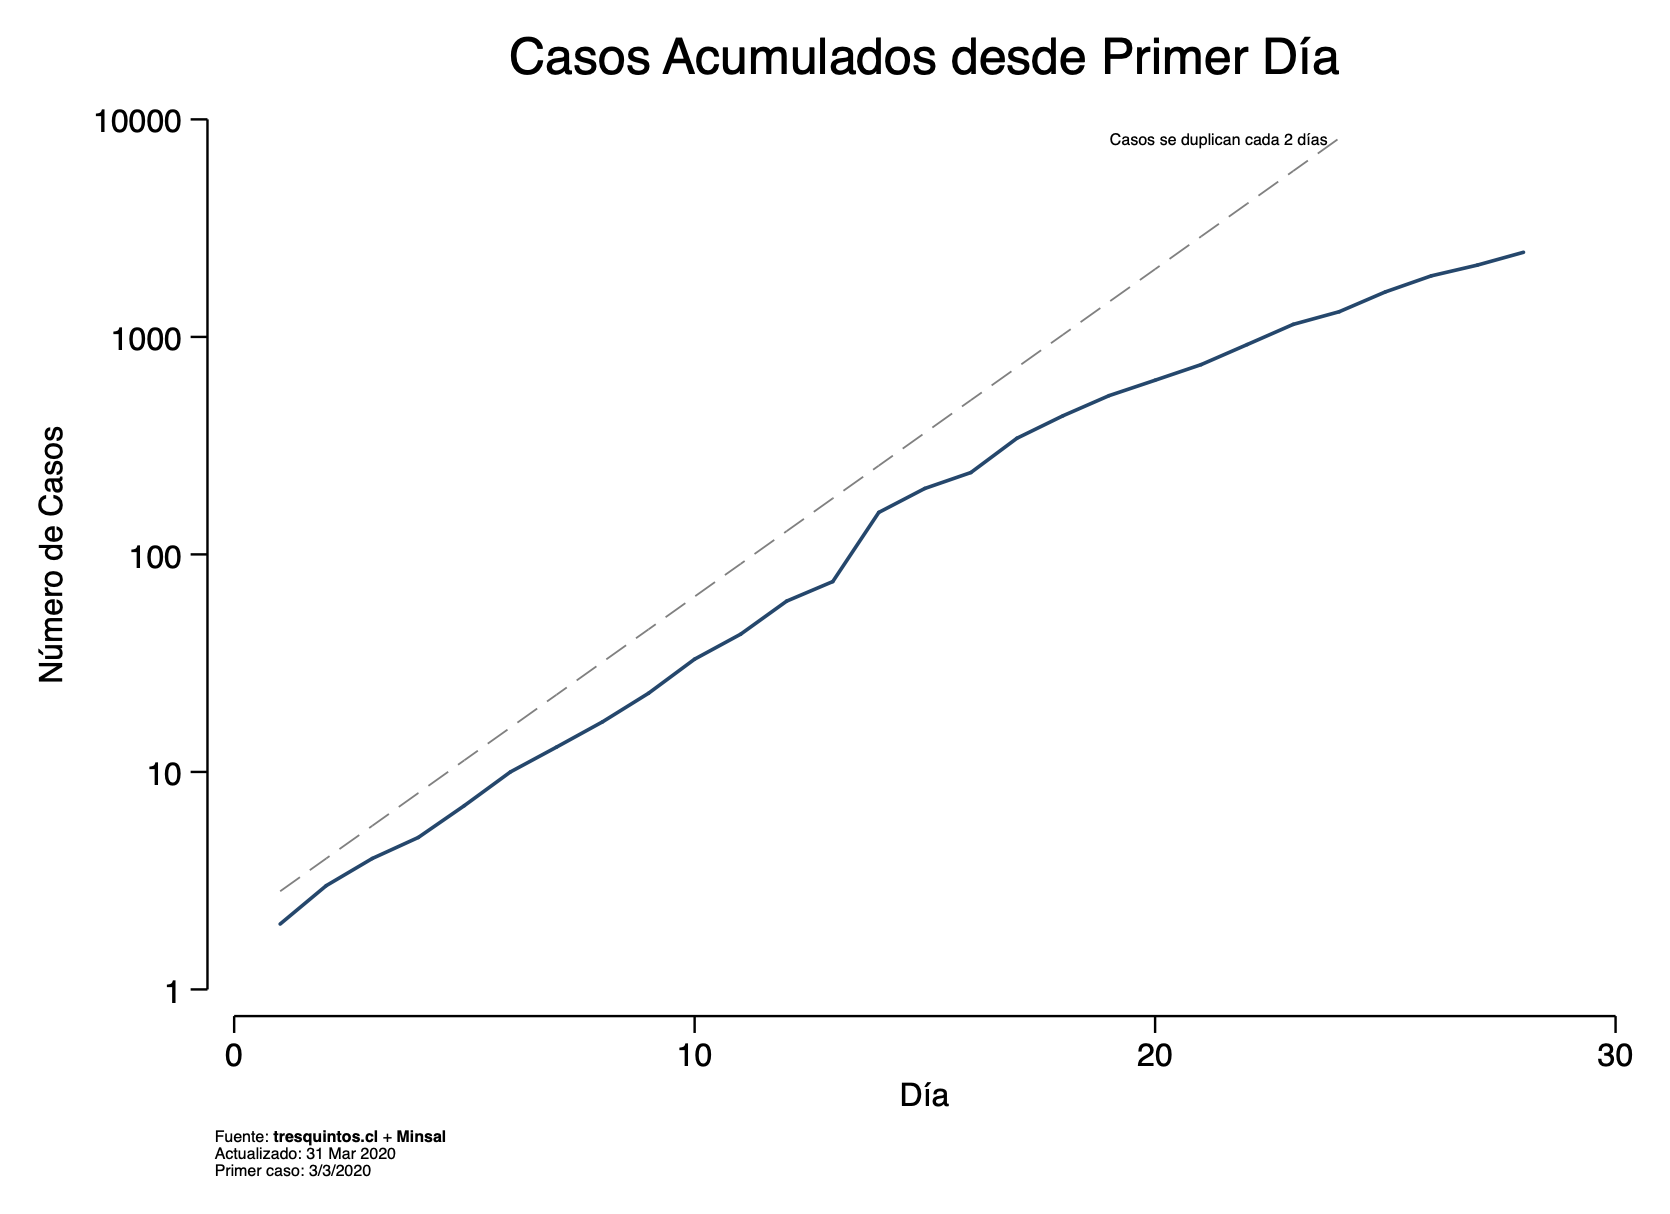 Casos Acumulados desde Primer Día
10000
Casos se duplican cada 2 días
1000
100
10
1
Número de Casos
0 10 20 30
Día
Fuente: tresquintos.cl + Minsal
Actualizado: 31 Mar 2020
Primer caso: 3/3/2020